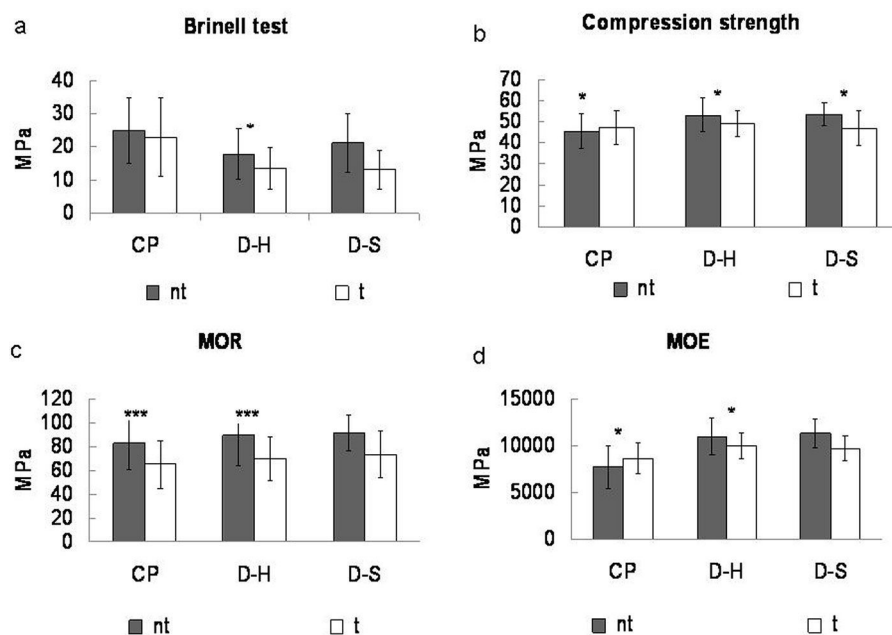 a
Brinell test
MPa
40
30
20
10
0
*
CP D-H D-S
nt t
b
Compression strength
MPa
70
60
50
40
30
20
10
0
* * *
CP D-H D-S
nt t
c
MOR
MPa
120
100
80
60
40
20
0
*** ***
CP D-H D-S
nt t
d
MOE
MPa
15000
10000
5000
0
* *
CP D-H D-S
nt t